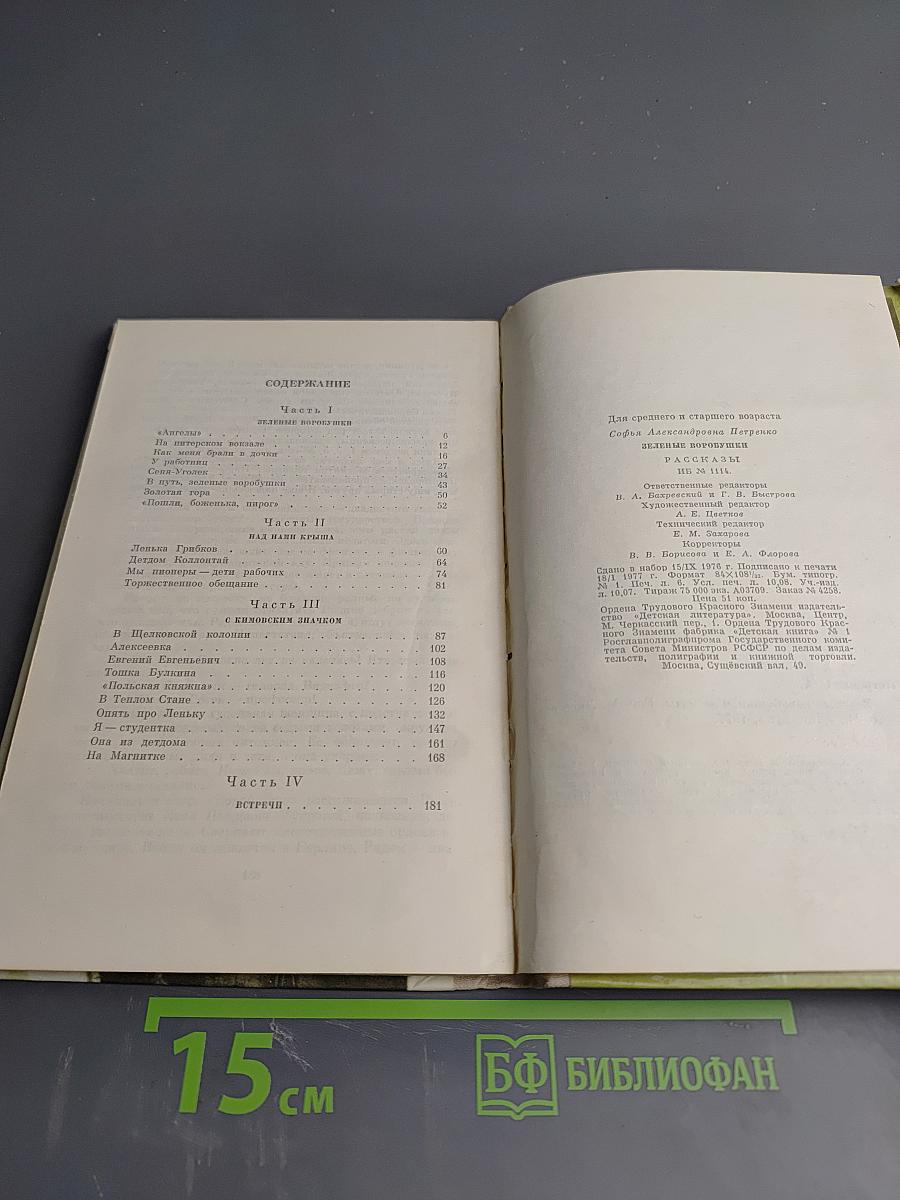 СОДЕРЖАНИЕ
Часть I
ЗЕЛЕНЫЕ ВОРОБУШКИ
«Ангелы» . . . . . . . . . . . . . . . . 6
На питерском вокзале . . . . . . . . . . . . 12
Как меня брали в дочки . . . . . . . . . . . 16
У работниц . . . . . . . . . . . . . . . 27
Сеня-Уголек . . . . . . . . . . . . . . . 34
В путь, зеленые воробушки . . . . . . . . . . 43
Золотая гора . . . . . . . . . . . . . . . 50
«Пошли, боженька, пирог» . . . . . . . . . . 52
Часть II
НАД НАМИ КРЫША
Ленька Грибков . . . . . . . . . . . . . . 60
Детдом Коллонтай . . . . . . . . . . . . . 64
Мы пионеры — дети рабочих . . . . . . . . . . 74
Торжественное обещание . . . . . . . . . . . 81
Часть III
С КИМОВСКИМ ЗНАЧКОМ
В Щелковской колонии . . . . . . . . . . . . 87
Алексеевка . . . . . . . . . . . . . . . 102
Евгений Евгеньевич . . . . . . . . . . . . 108
Тошка Булкина . . . . . . . . . . . . . . 116
«Польская княжна» . . . . . . . . . . . . . 120
В Теплом Стане . . . . . . . . . . . . . . 126
Опять про Леньку . . . . . . . . . . . . . 132
Я — студентка . . . . . . . . . . . . . . 147
Она из детдома . . . . . . . . . . . . . . 161
На Магнитке . . . . . . . . . . . . . . . 168
Часть IV
ВСТРЕЧИ . . . . . . . . . 181
Для среднего и старшего возраста
Софья Александровна Петренко
ЗЕЛЕНЫЕ ВОРОБУШКИ
РАССКАЗЫ
ИБ № 1114.
Ответственные редакторы
В. А. Бахревский и Г. В. Быстрова
Художественный редактор
А. Е. Цветков
Технический редактор
Е. М. Захарова
Корректоры
В. В. Борисова и Е. А. Флорова
Сдано в набор 15/IX 1976 г. Подписано к печати
18/I 1977 г. Формат 84×108¹/₃₂. Бум. типогр.
№ 1. Печ. л. 6. Усл. печ. л. 10,08. Уч.-изд.
л. 10,07. Тираж 75 000 экз. А03709. Заказ № 4258.
Цена 51 коп.
Ордена Трудового Красного Знамени издатель-
ство «Детская литература». Москва, Центр,
М. Черкасский пер., 1. Ордена Трудового Крас-
ного Знамени фабрика «Детская книга» № 1
Росглавполиграфпрома Государственного коми-
тета Совета Министров РСФСР по делам изда-
тельств, полиграфии и книжной торговли.
Москва, Сущёвский вал, 49.
15 см
БФ БИБЛИОФАН